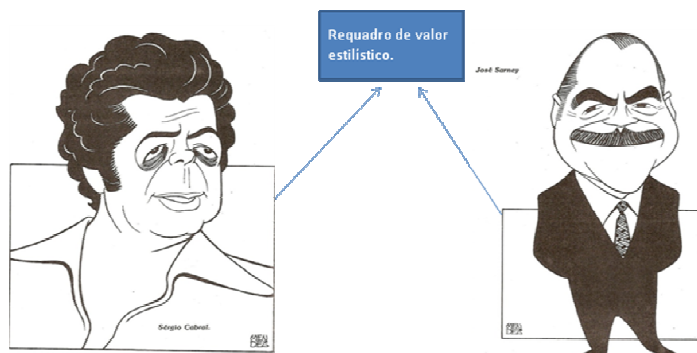 Requadro de valor
estilístico.
José Sarney
Sérgio Cabral.